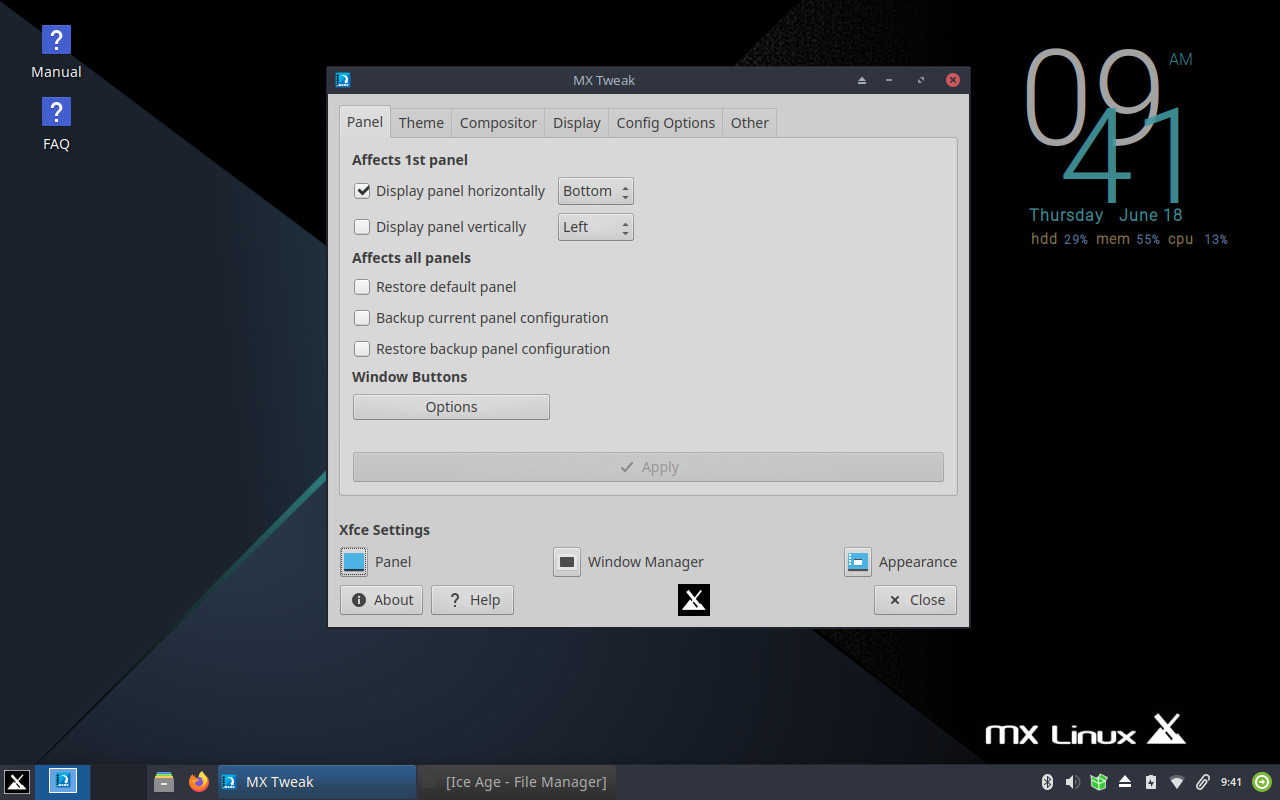 Manual
FAQ
MX Tweak
Panel Theme Compositor Display Config Options Other
Affects 1st panel
Display panel horizontally Bottom
Display panel vertically Left
Affects all panels
Restore default panel
Backup current panel configuration
Restore backup panel configuration
Window Buttons
Options
Apply
Xfce Settings
Panel Window Manager Appearance
About ? Help Close
09 AM
41
Thursday June 18
hdd 29% mem 55% cpu 13%
MX Linux
MX Tweak [Ice Age - File Manager] 9:41